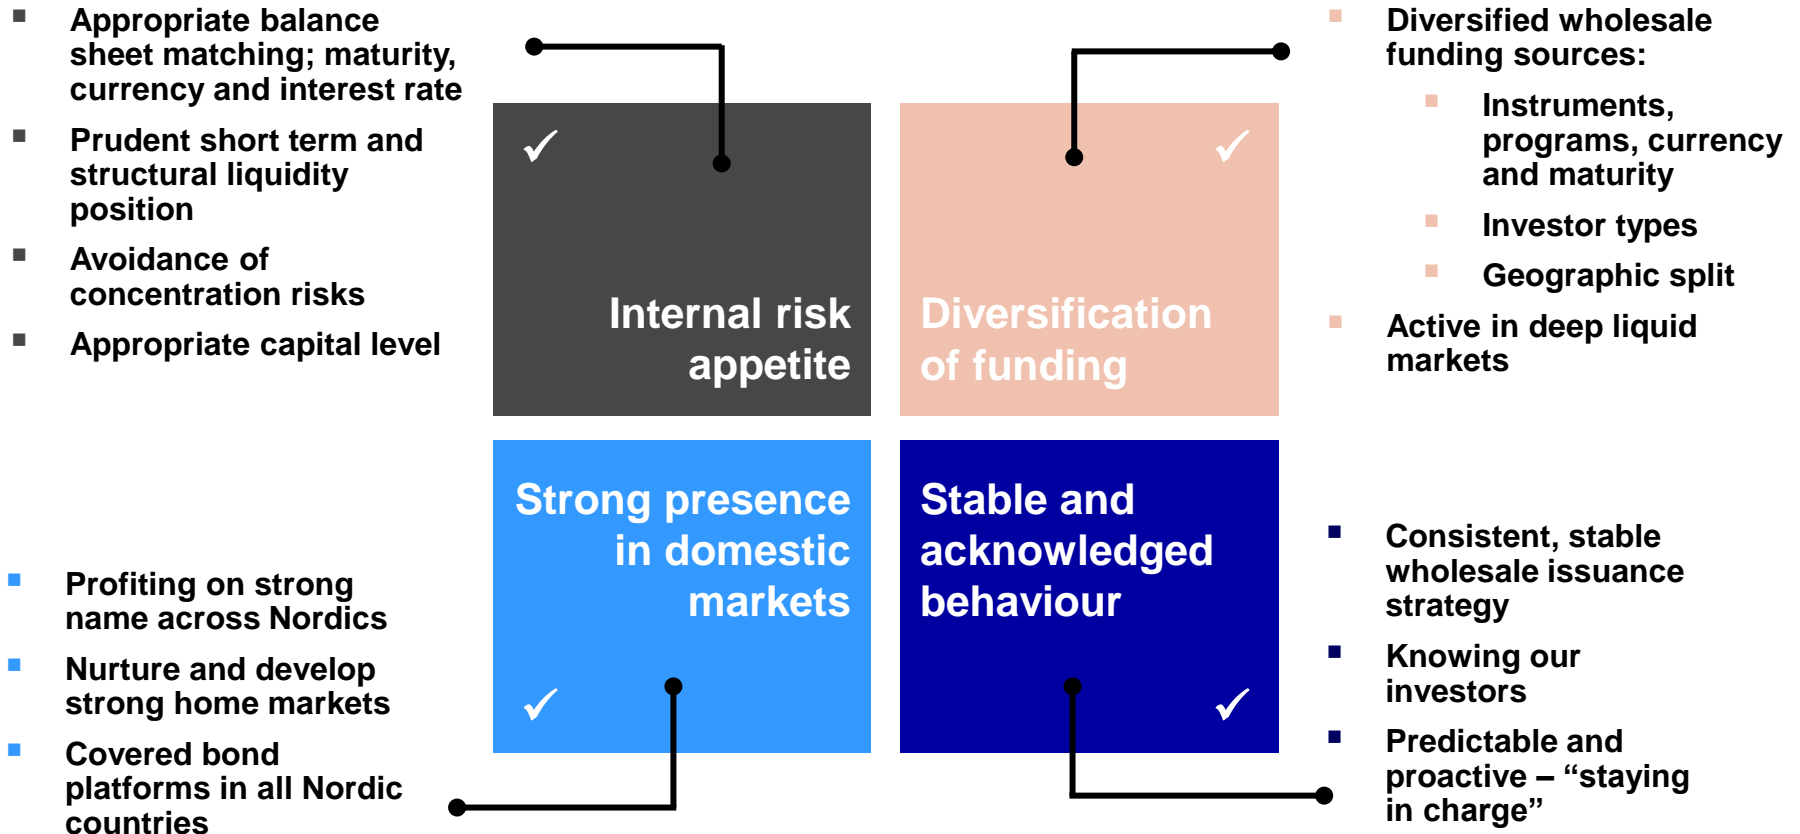 Appropriate balance
sheet matching; maturity,
currency and interest rate
Prudent short term and
structural liquidity
position
Avoidance of
concentration risks
Appropriate capital level
Internal risk
appetite
Diversification
of funding
Diversified wholesale
funding sources:
Instruments,
programs, currency
and maturity
Investor types
Geographic split
Active in deep liquid
markets
Profiting on strong
name across Nordics
Nurture and develop
strong home markets
Covered bond
platforms in all Nordic
countries
Strong presence
in domestic
markets
Stable and
acknowledged
behaviour
Consistent, stable
wholesale issuance
strategy
Knowing our
investors
Predictable and
proactive – “staying
in charge”